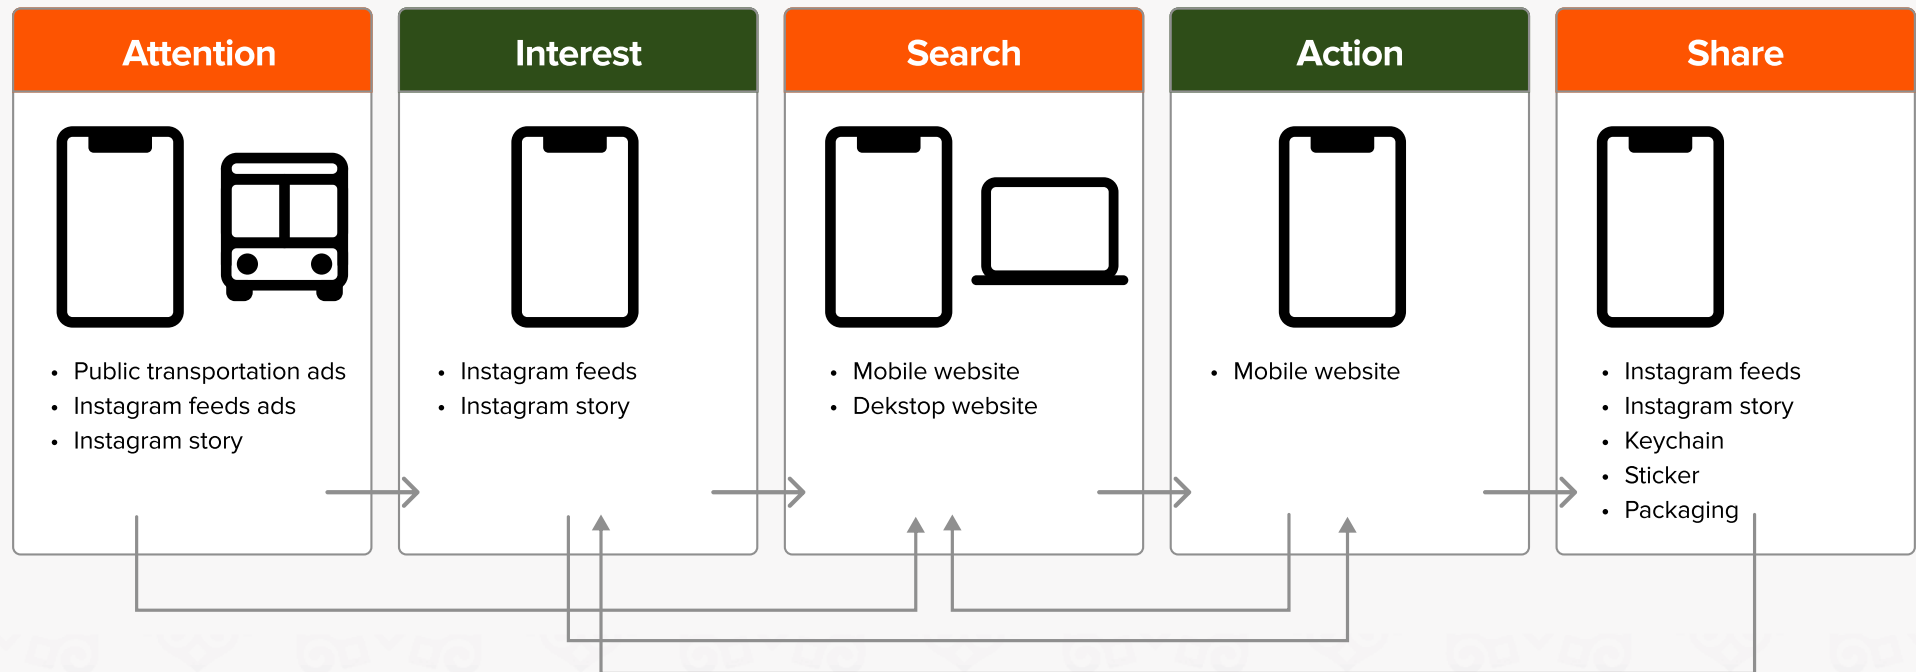 Attention
• Public transportation ads
• Instagram feeds ads
• Instagram story
Interest
• Instagram feeds
• Instagram story
Search
• Mobile website
• Dekstop website
Action
• Mobile website
Share
• Instagram feeds
• Instagram story
• Keychain
• Sticker
• Packaging